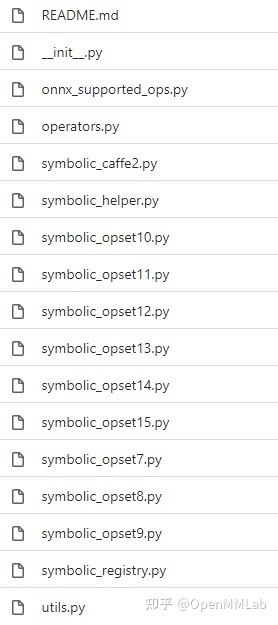 README.md
__init__.py
onnx_supported_ops.py
operators.py
symbolic_caffe2.py
symbolic_helper.py
symbolic_opset10.py
symbolic_opset11.py
symbolic_opset12.py
symbolic_opset13.py
symbolic_opset14.py
symbolic_opset15.py
symbolic_opset7.py
symbolic_opset8.py
symbolic_opset9.py
symbolic_registry.py
utils.py
知乎 @OpenMMLab